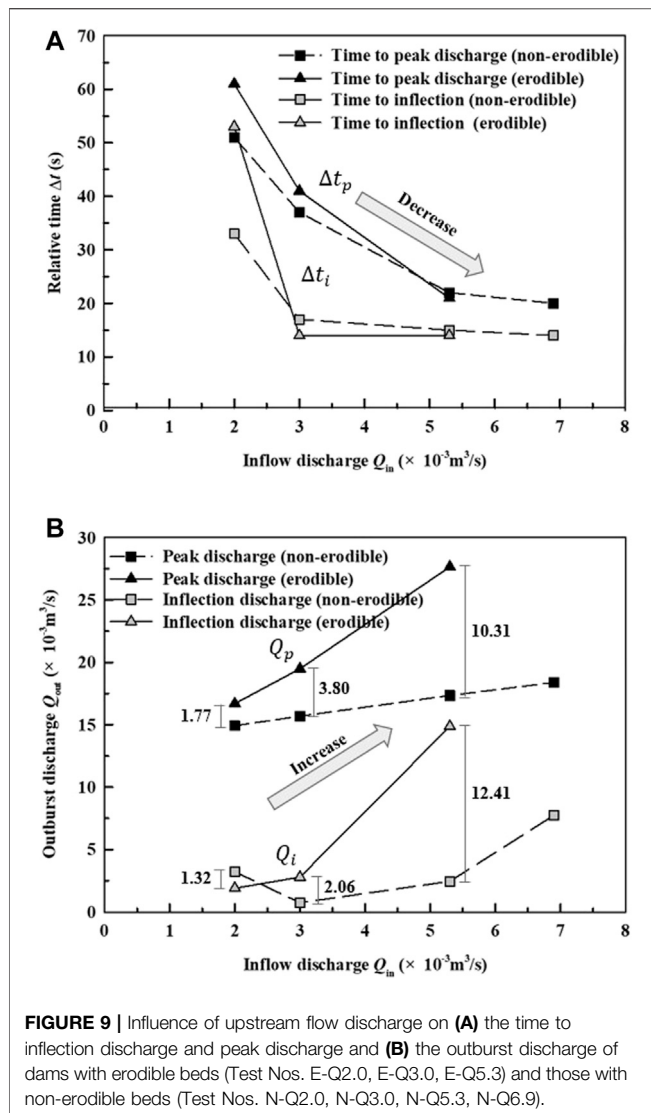 A
Time to peak discharge (non-erodible)
Time to peak discharge (erodible)
Time to inflection (non-erodible)
Time to inflection (erodible)
70
60
50
40
30
20
10
0
Relative time Δt (s)
Δt_p
Decrease
Δt_i
0 1 2 3 4 5 6 7 8
Inflow discharge Q_in (× 10⁻³m³/s)
B
Peak discharge (non-erodible)
Peak discharge (erodible)
Inflection discharge (non-erodible)
Inflection discharge (erodible)
30
25
20
15
10
5
0
Outburst discharge Q_out (× 10⁻³m³/s)
Q_p
10.31
3.80
1.77
Increase
12.41
Q_i
1.32
2.06
0 1 2 3 4 5 6 7 8
Inflow discharge Q_in (× 10⁻³m³/s)
FIGURE 9 | Influence of upstream flow discharge on (A) the time to
inflection discharge and peak discharge and (B) the outburst discharge of
dams with erodible beds (Test Nos. E-Q2.0, E-Q3.0, E-Q5.3) and those with
non-erodible beds (Test Nos. N-Q2.0, N-Q3.0, N-Q5.3, N-Q6.9).